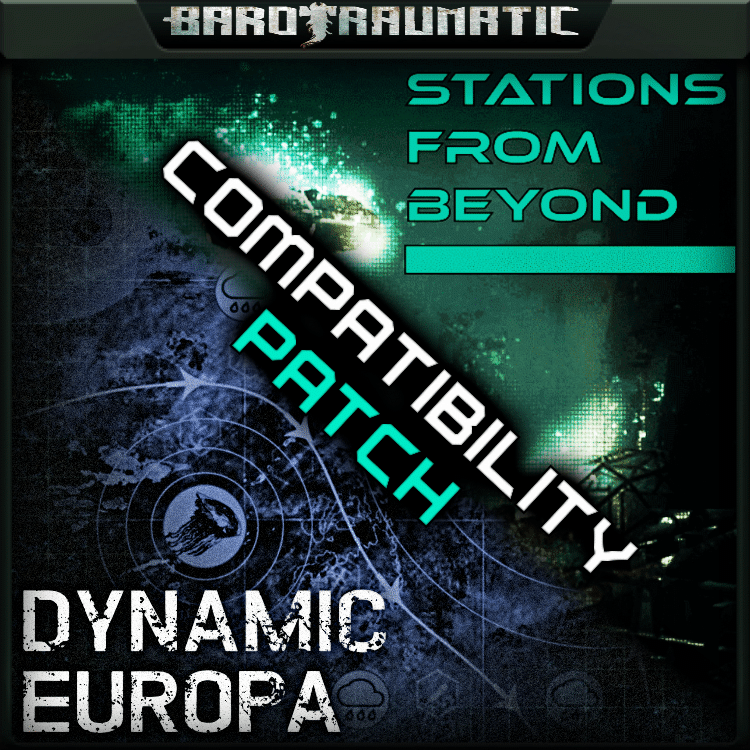 BAROTRAUMATIC
STATIONS
FROM
BEYOND
COMPATIBILITY
PATCH
DYNAMIC
EUROPA